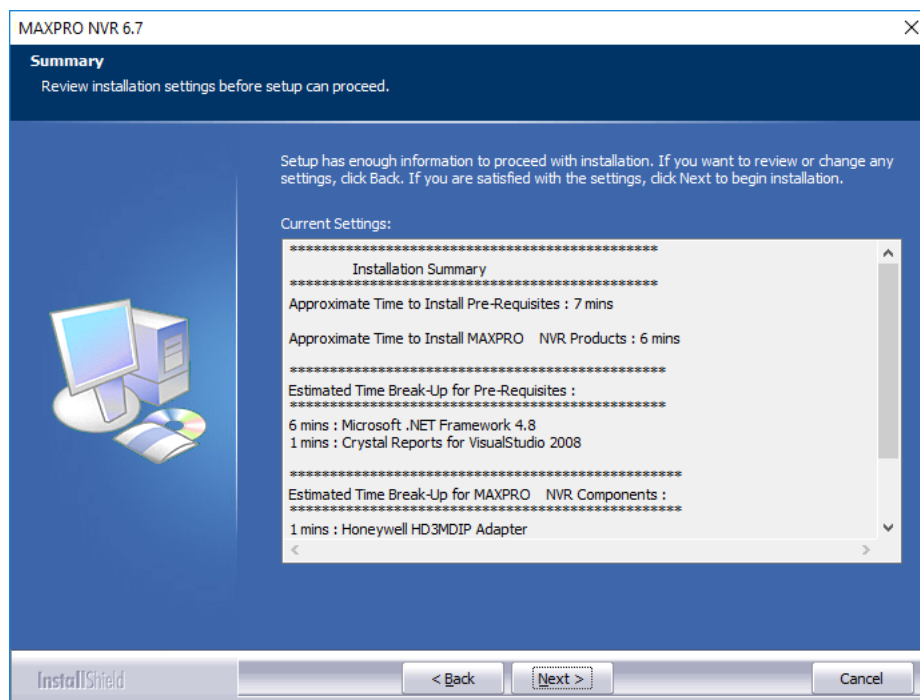 MAXPRO NVR 6.7
Summary
Review installation settings before setup can proceed.
Setup has enough information to proceed with installation. If you want to review or change any
settings, click Back. If you are satisfied with the settings, click Next to begin installation.
Current Settings:
**********************************************
Installation Summary
**********************************************
Approximate Time to Install Pre-Requisites : 7 mins
Approximate Time to Install MAXPRO   NVR Products : 6 mins
***********************************************
Estimated Time Break-Up for Pre-Requisites :
***********************************************
6 mins : Microsoft .NET Framework 4.8
1 mins : Crystal Reports for VisualStudio 2008
*************************************************
Estimated Time Break-Up for MAXPRO   NVR Components :
*************************************************
1 mins : Honeywell HD3MDIP Adapter
InstallShield
< Back
Next >
Cancel